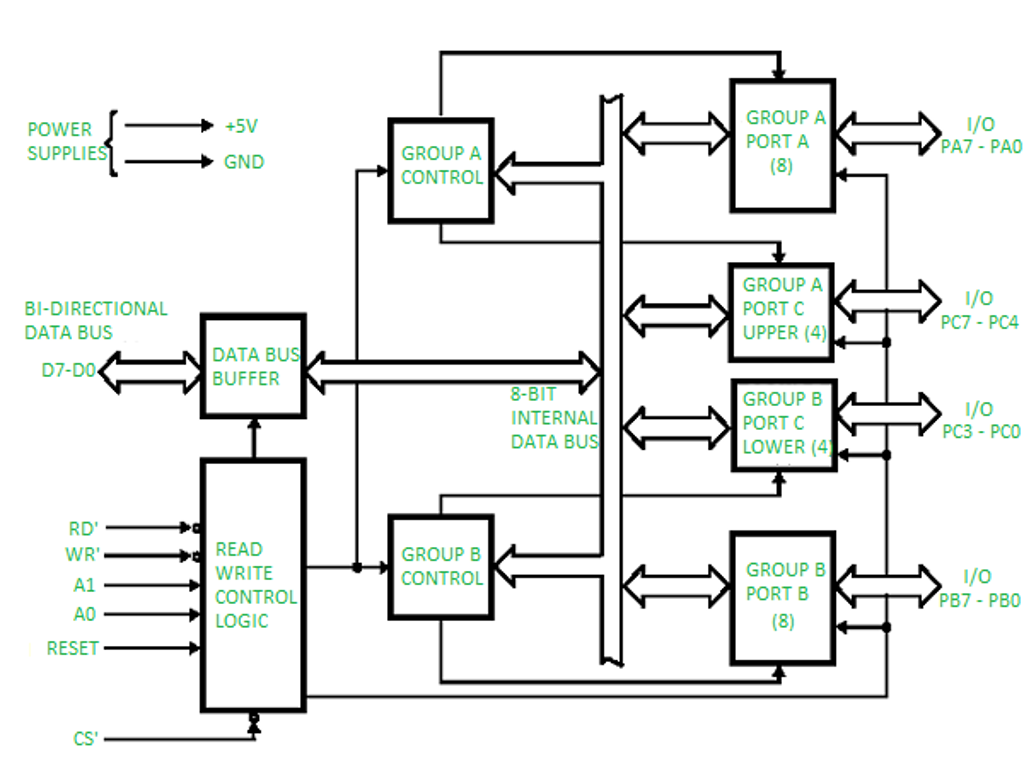 POWER
SUPPLIES
+5V
GND
GROUP A
CONTROL
GROUP A
PORT A
(8)
I/O
PA7 - PA0
GROUP A
PORT C
UPPER (4)
I/O
PC7 - PC4
BI-DIRECTIONAL
DATA BUS
D7-D0
DATA BUS
BUFFER
8-BIT
INTERNAL
DATA BUS
GROUP B
PORT C
LOWER (4)
I/O
PC3 - PC0
RD'
WR'
A1
A0
RESET
CS'
READ
WRITE
CONTROL
LOGIC
GROUP B
CONTROL
GROUP B
PORT B
(8)
I/O
PB7 - PB0